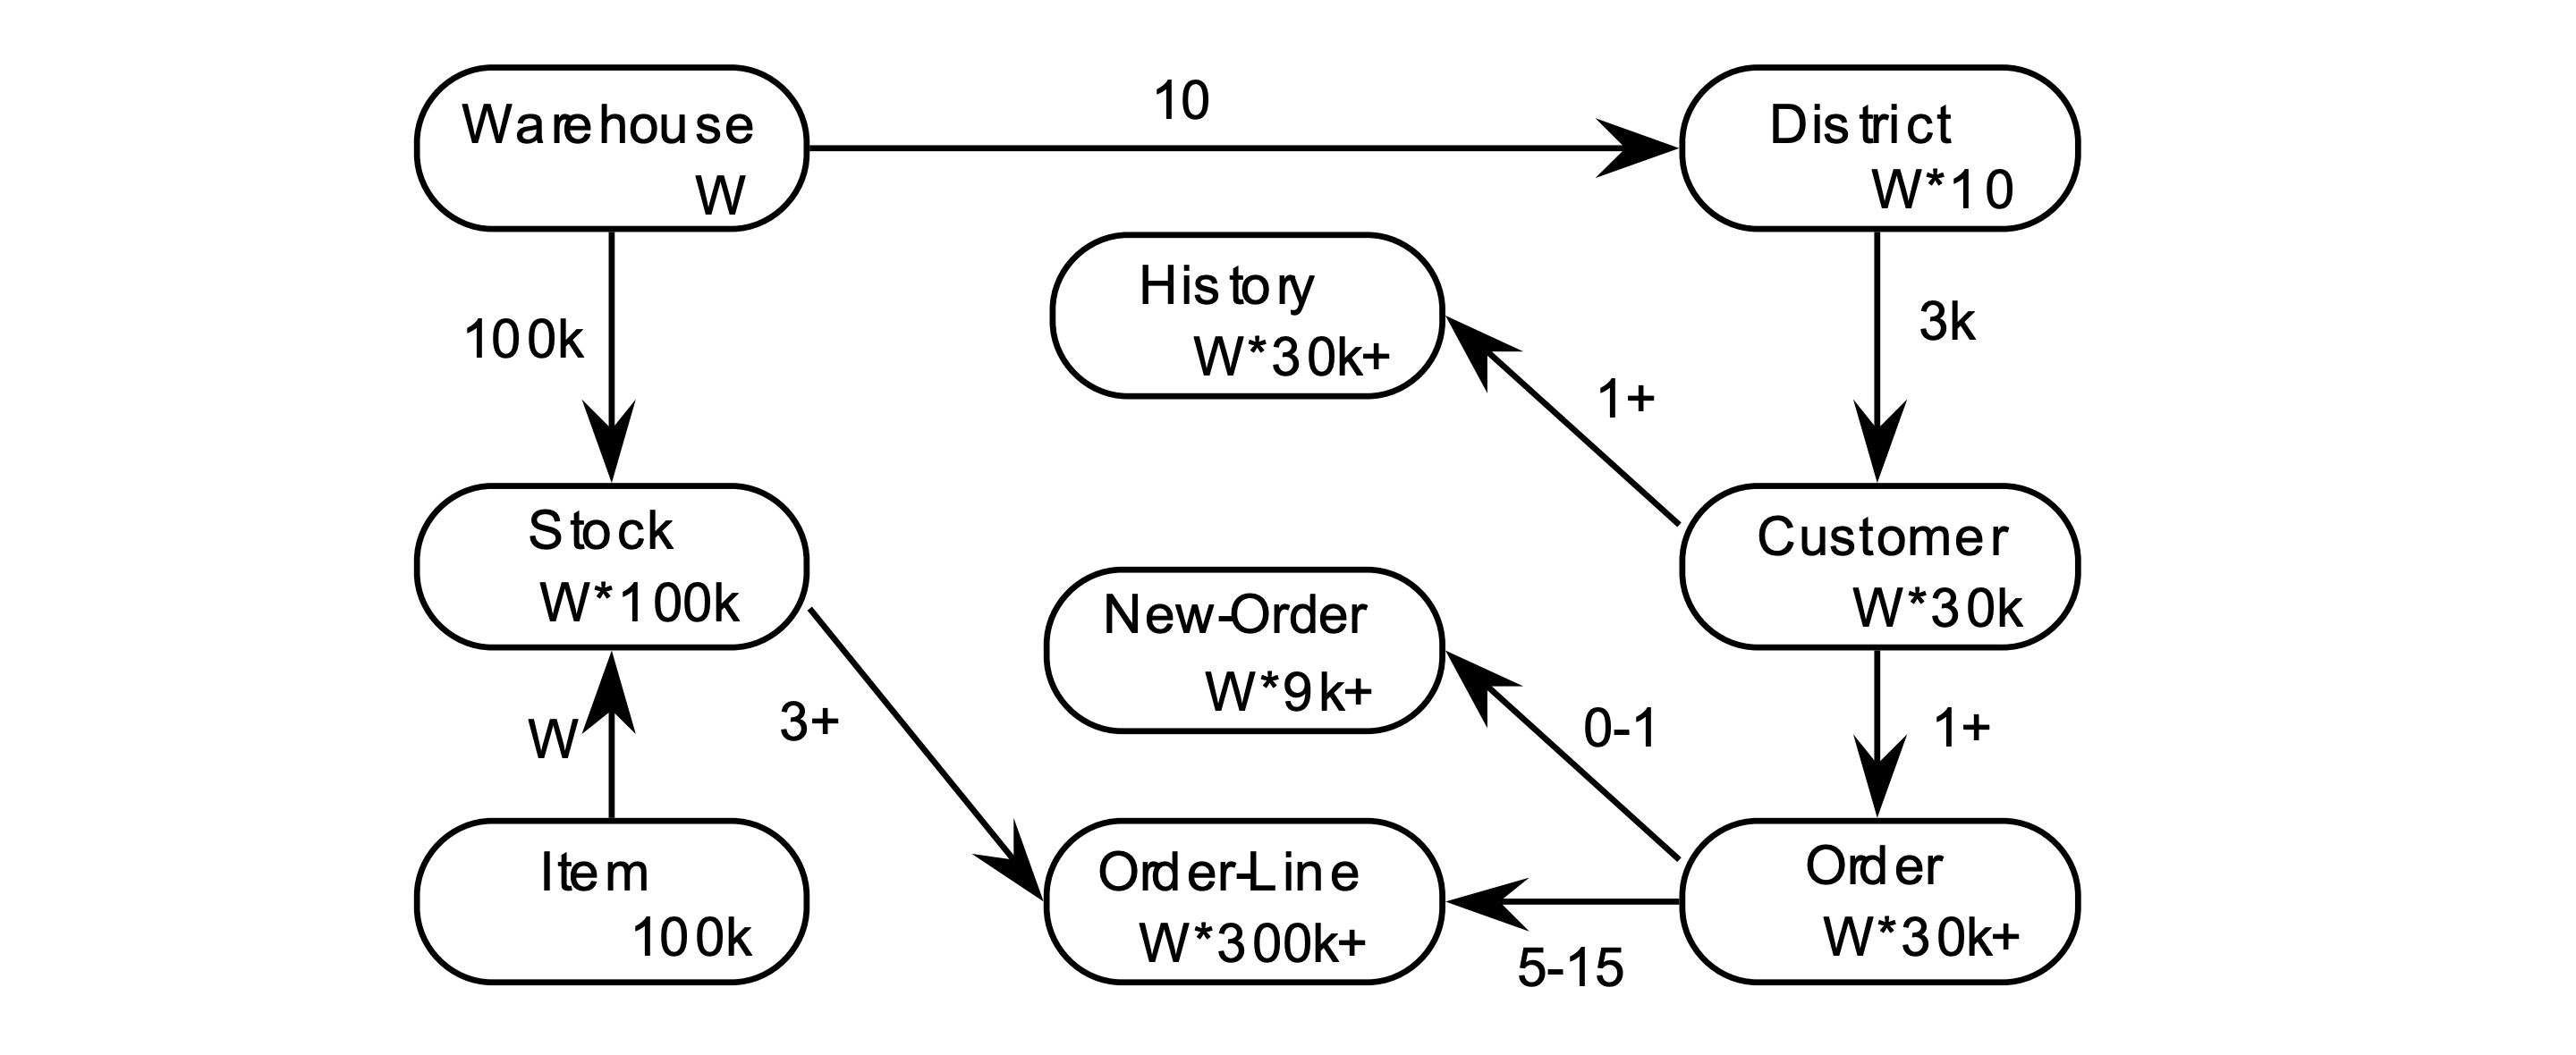 Warehouse
W
10
District
W*10
History
W*30k+
100k
3k
1+
Stock
W*100k
Customer
W*30k
New-Order
W*9k+
3+
W
0-1
1+
Item
100k
Order-Line
W*300k+
5-15
Order
W*30k+